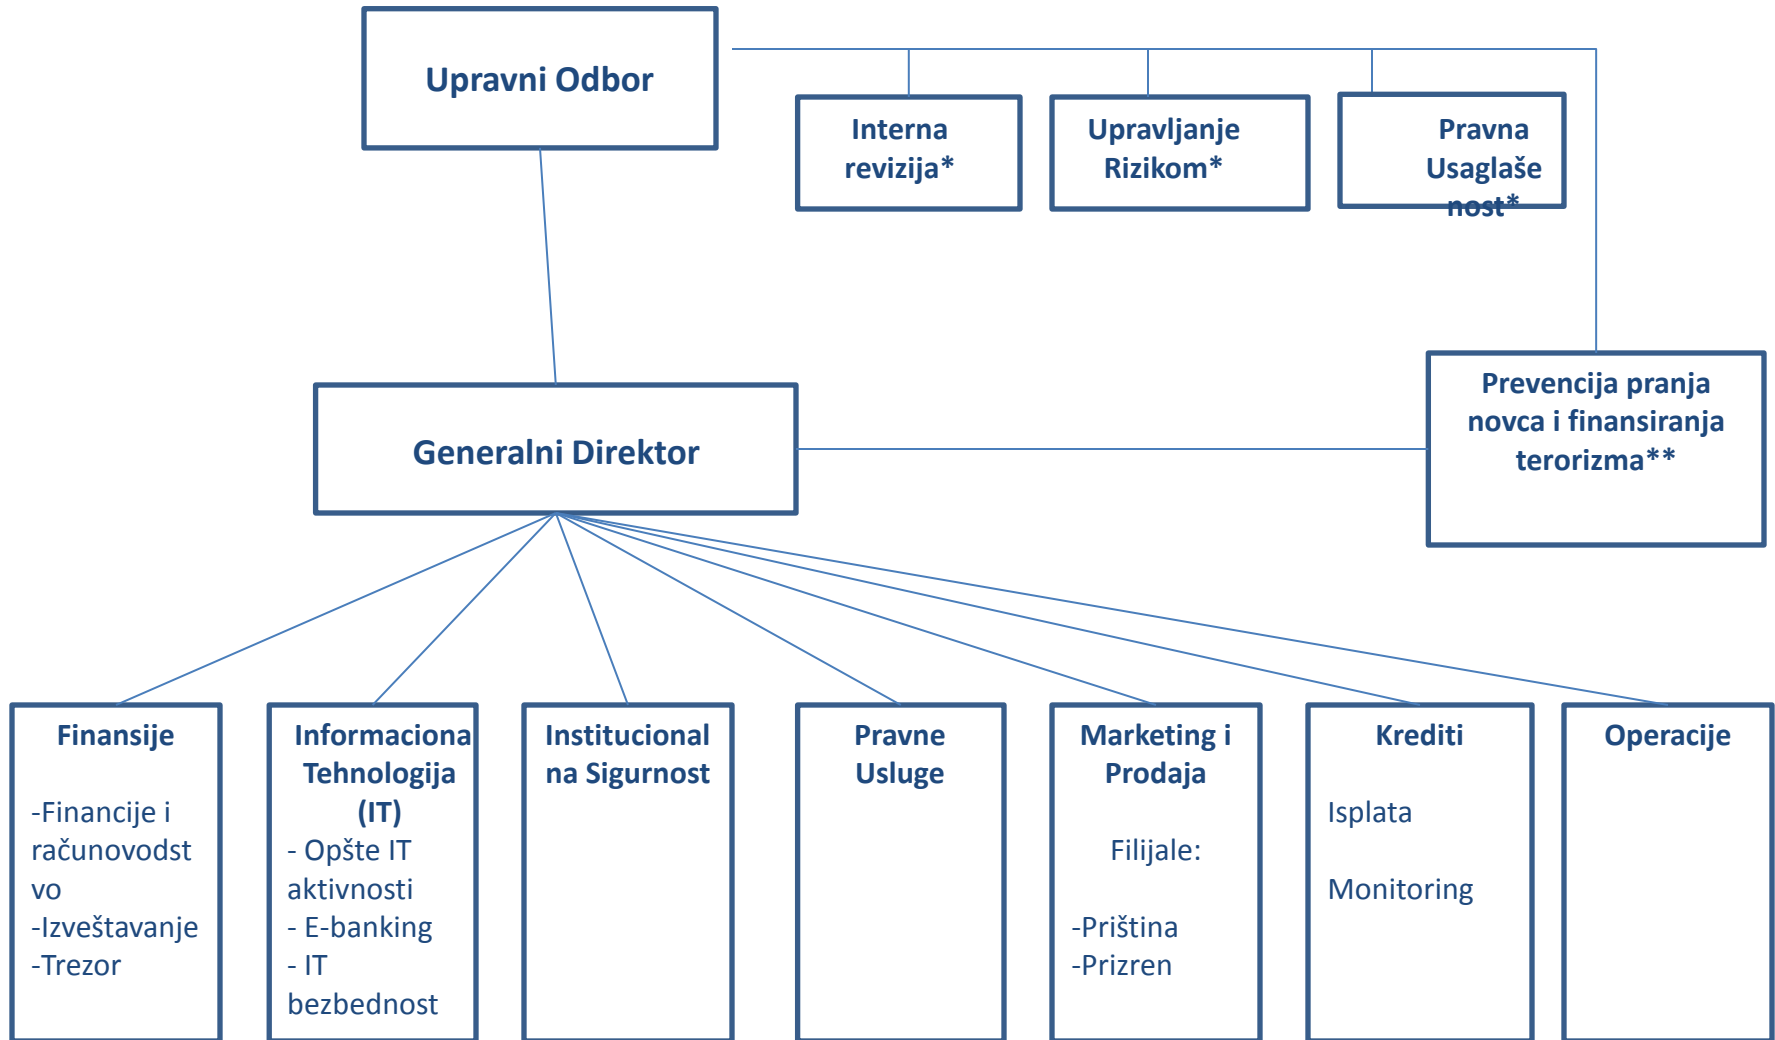 Upravni Odbor
Interna
revizija*
Upravljanje
Rizikom*
Pravna
Usaglaše
nost*
Generalni Direktor
Prevencija pranja
novca i finansiranja
terorizma**
Finansije
-Financije i
računovodst
vo
-Izveštavanje
-Trezor
Informaciona
Tehnologija
(IT)
- Opšte IT
aktivnosti
- E-banking
- IT
bezbednost
Institucional
na Sigurnost
Pravne
Usluge
Marketing i
Prodaja
Filijale:
-Priština
-Prizren
Krediti
Isplata
Monitoring
Operacije